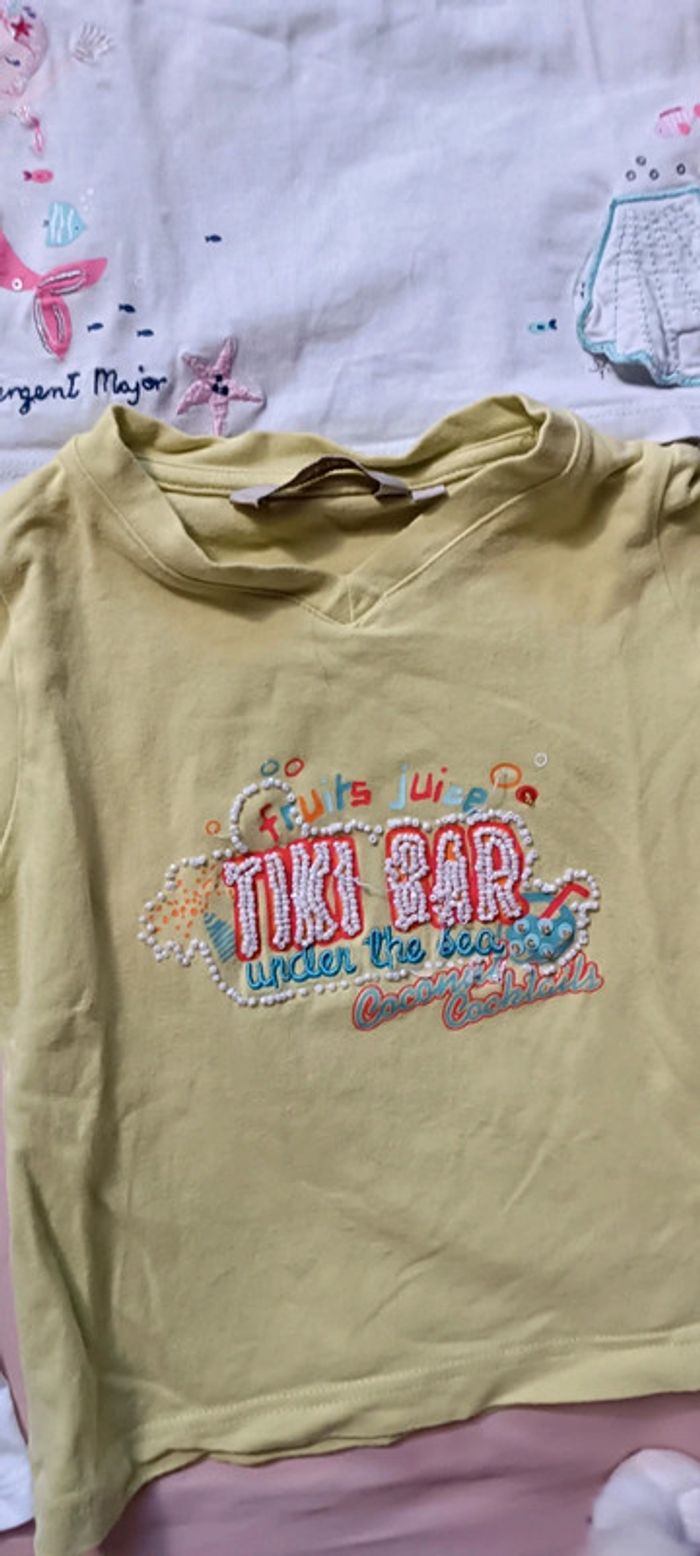 ergent Major
fruits juice
TIKI BAR
under the sea
Coconut
Cocktails